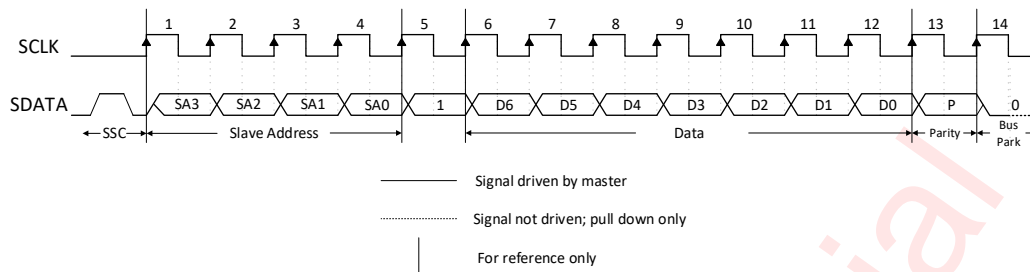 1 2 3 4 5 6 7 8 9 10 11 12 13 14
SCLK
SDATA SA3 SA2 SA1 SA0 1 D6 D5 D4 D3 D2 D1 D0 P 0
SSC Slave Address Data Parity Bus
Park
Signal driven by master
Signal not driven; pull down only
For reference only
ial